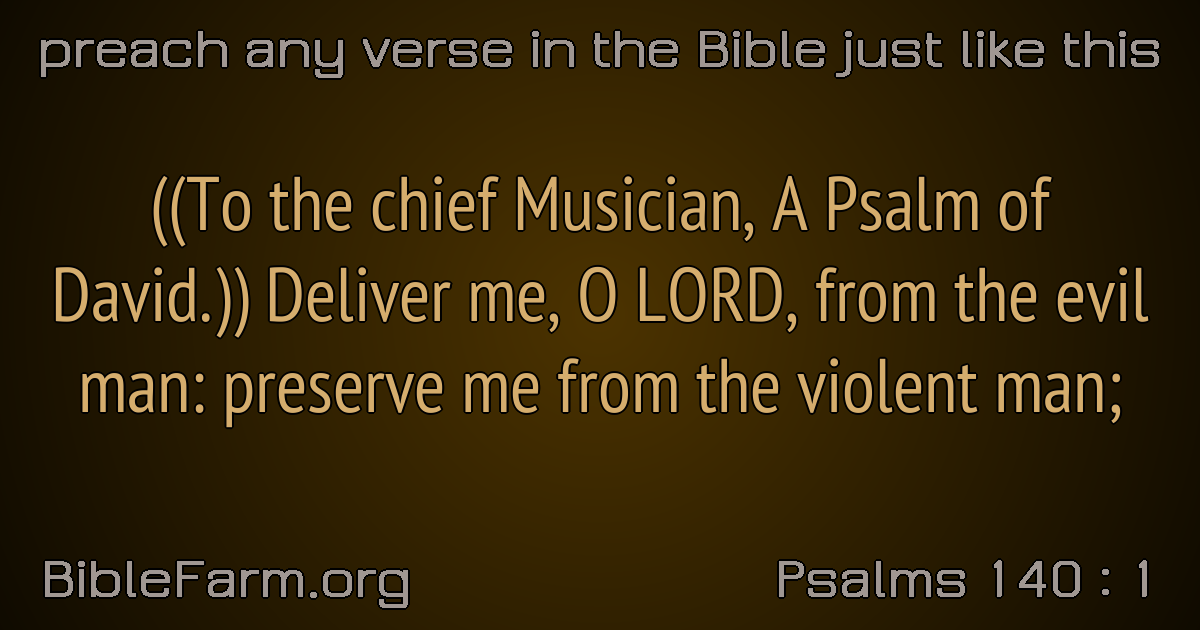 preach any verse in the Bible just like this
((To the chief Musician, A Psalm of
David.)) Deliver me, O LORD, from the evil
man: preserve me from the violent man;
BibleFarm.org
Psalms 140 : 1